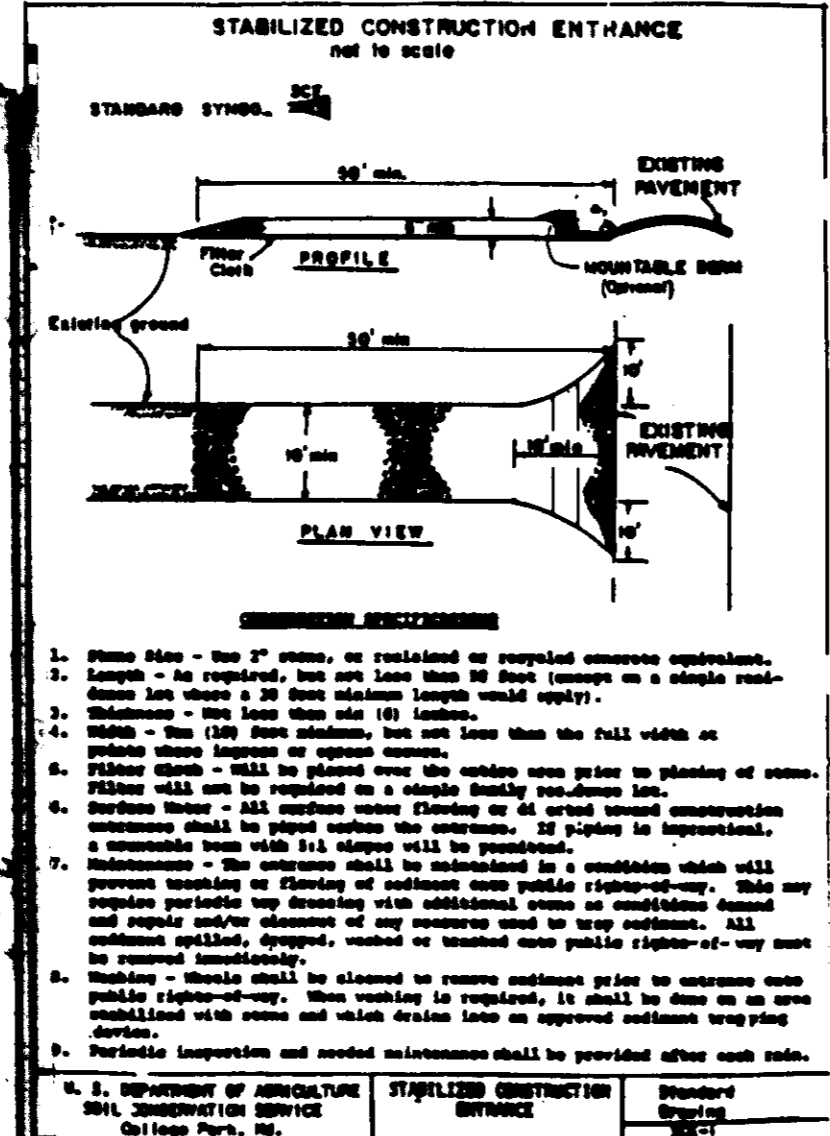 STABILIZED CONSTRUCTION ENTRANCE
not to scale
STANDARD SYMBOL
SCE
50' min.
EXISTING
PAVEMENT
Filter
Cloth
PROFILE
MOUNTABLE BERM
(Optional)
Existing ground
50' min
10'
10' min
10' min
EXISTING
PAVEMENT
10'
PLAN VIEW
CONSTRUCTION SPECIFICATIONS
1. Stone Size - Use 2" stone, or reclaimed or recycled concrete equivalent.
2. Length - As required, but not less than 50 feet (except on a single resi-
dence lot where a 30 foot minimum length would apply).
3. Thickness - Not less than six (6) inches.
4. Width - Ten (10) foot minimum, but not less than the full width at
points where ingress or egress occurs.
5. Filter Cloth - Will be placed over the entire area prior to placing of stone.
Filter will not be required on a single family residence lot.
6. Surface Water - All surface water flowing or di erted toward construction
entrances shall be piped across the entrance. If piping is impractical,
a mountable berm with 5:1 slopes will be permitted.
7. Maintenance - The entrance shall be maintained in a condition which will
prevent tracking or flowing of sediment onto public rights-of-way. This may
require periodic top dressing with additional stone as conditions demand
and repair and/or cleanout of any measures used to trap sediment. All
sediment spilled, dropped, washed or tracked onto public rights-of-way must
be removed immediately.
8. Washing - Wheels shall be cleaned to remove sediment prior to entrance onto
public rights-of-way. When washing is required, it shall be done on an area
stabilized with stone and which drains into an approved sediment trapping
device.
9. Periodic inspection and needed maintenance shall be provided after each rain.
U. S. DEPARTMENT OF AGRICULTURE
SOIL CONSERVATION SERVICE
College Park, Md.
STABILIZED CONSTRUCTION
ENTRANCE
Standard
Drawing
SCE-1